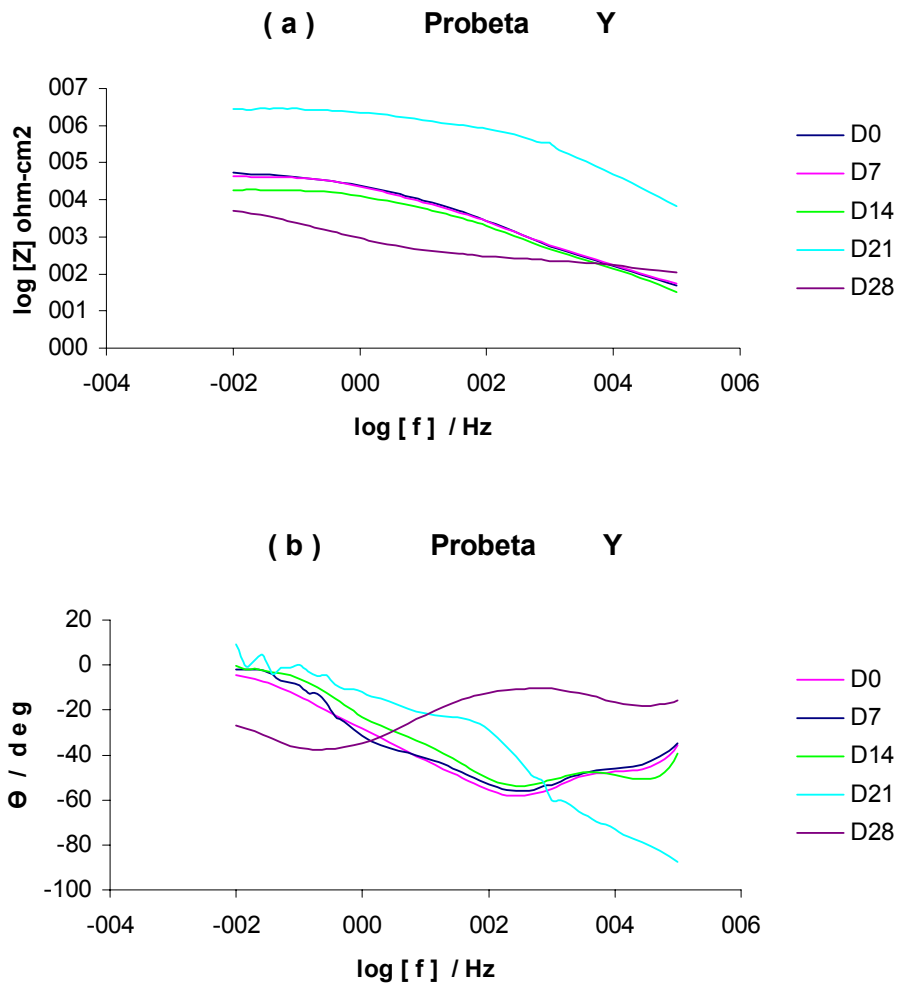 ( a ) Probeta Y
007
006
005
004
003
002
001
000
log [Z] ohm-cm2
-004 -002 000 002 004 006
log [ f ] / Hz
D0
D7
D14
D21
D28
( b ) Probeta Y
20
0
-20
-40
-60
-80
-100
Ө / deg
-004 -002 000 002 004 006
log [ f ] / Hz
D0
D7
D14
D21
D28